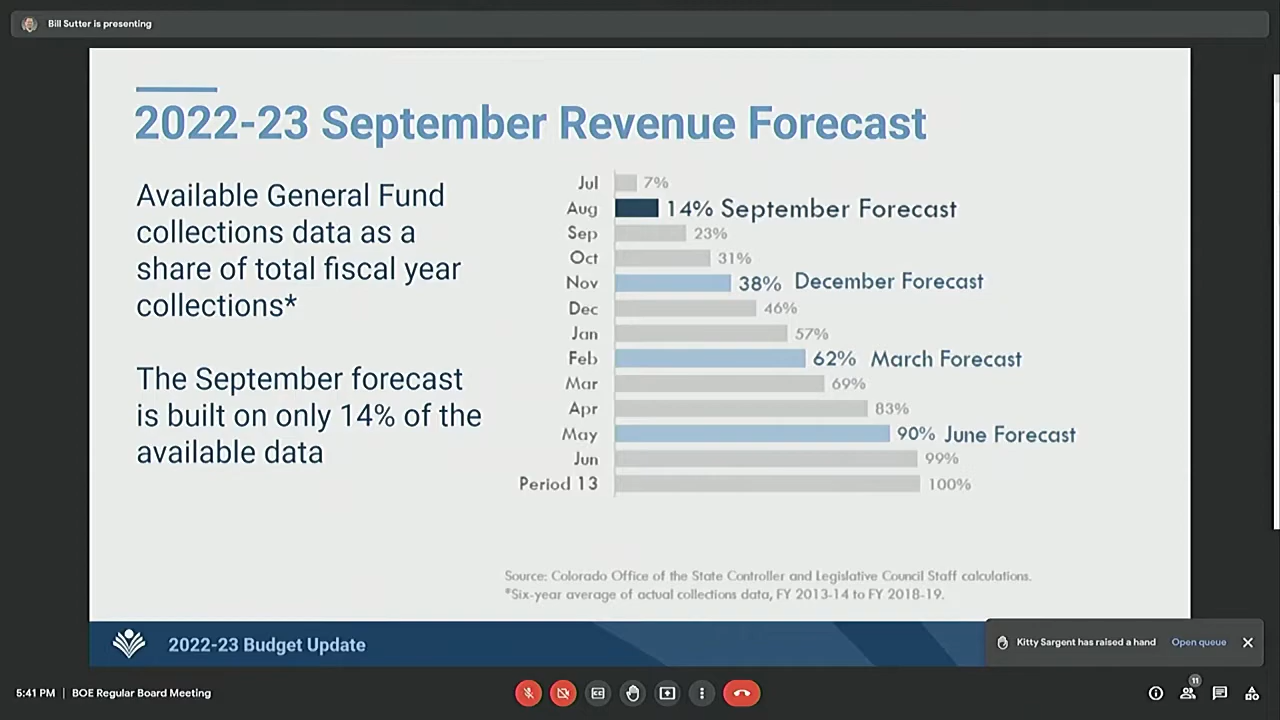 Bill Sutter is presenting
2022-23 September Revenue Forecast
Available General Fund
collections data as a
share of total fiscal year
collections*
The September forecast
is built on only 14% of the
available data
Jul 7%
Aug 14% September Forecast
Sep 23%
Oct 31%
Nov 38% December Forecast
Dec 46%
Jan 57%
Feb 62% March Forecast
Mar 69%
Apr 83%
May 90% June Forecast
Jun 99%
Period 13 100%
Source: Colorado Office of the State Controller and Legislative Council Staff calculations.
*Six-year average of actual collections data, FY 2013-14 to FY 2018-19.
2022-23 Budget Update
Kitty Sargent has raised a hand Open queue
5:41 PM | BOE Regular Board Meeting
11